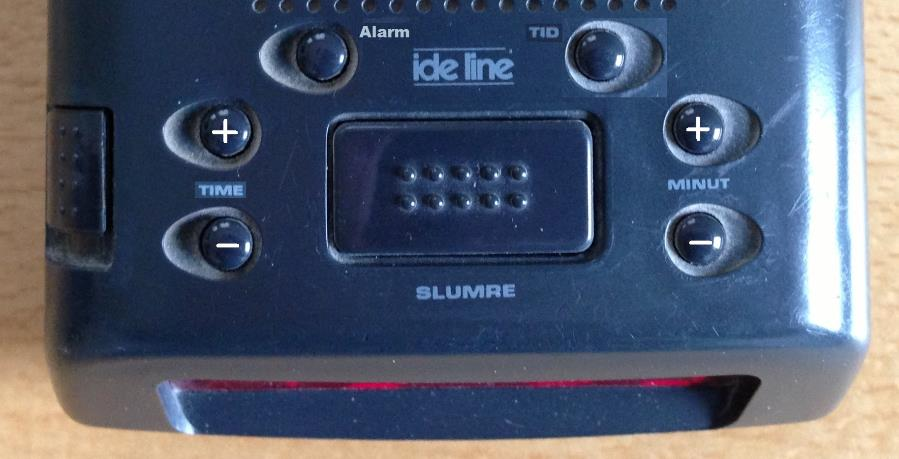 Alarm
TID
ide line
+
+
TIME
MINUT
−
−
SLUMRE